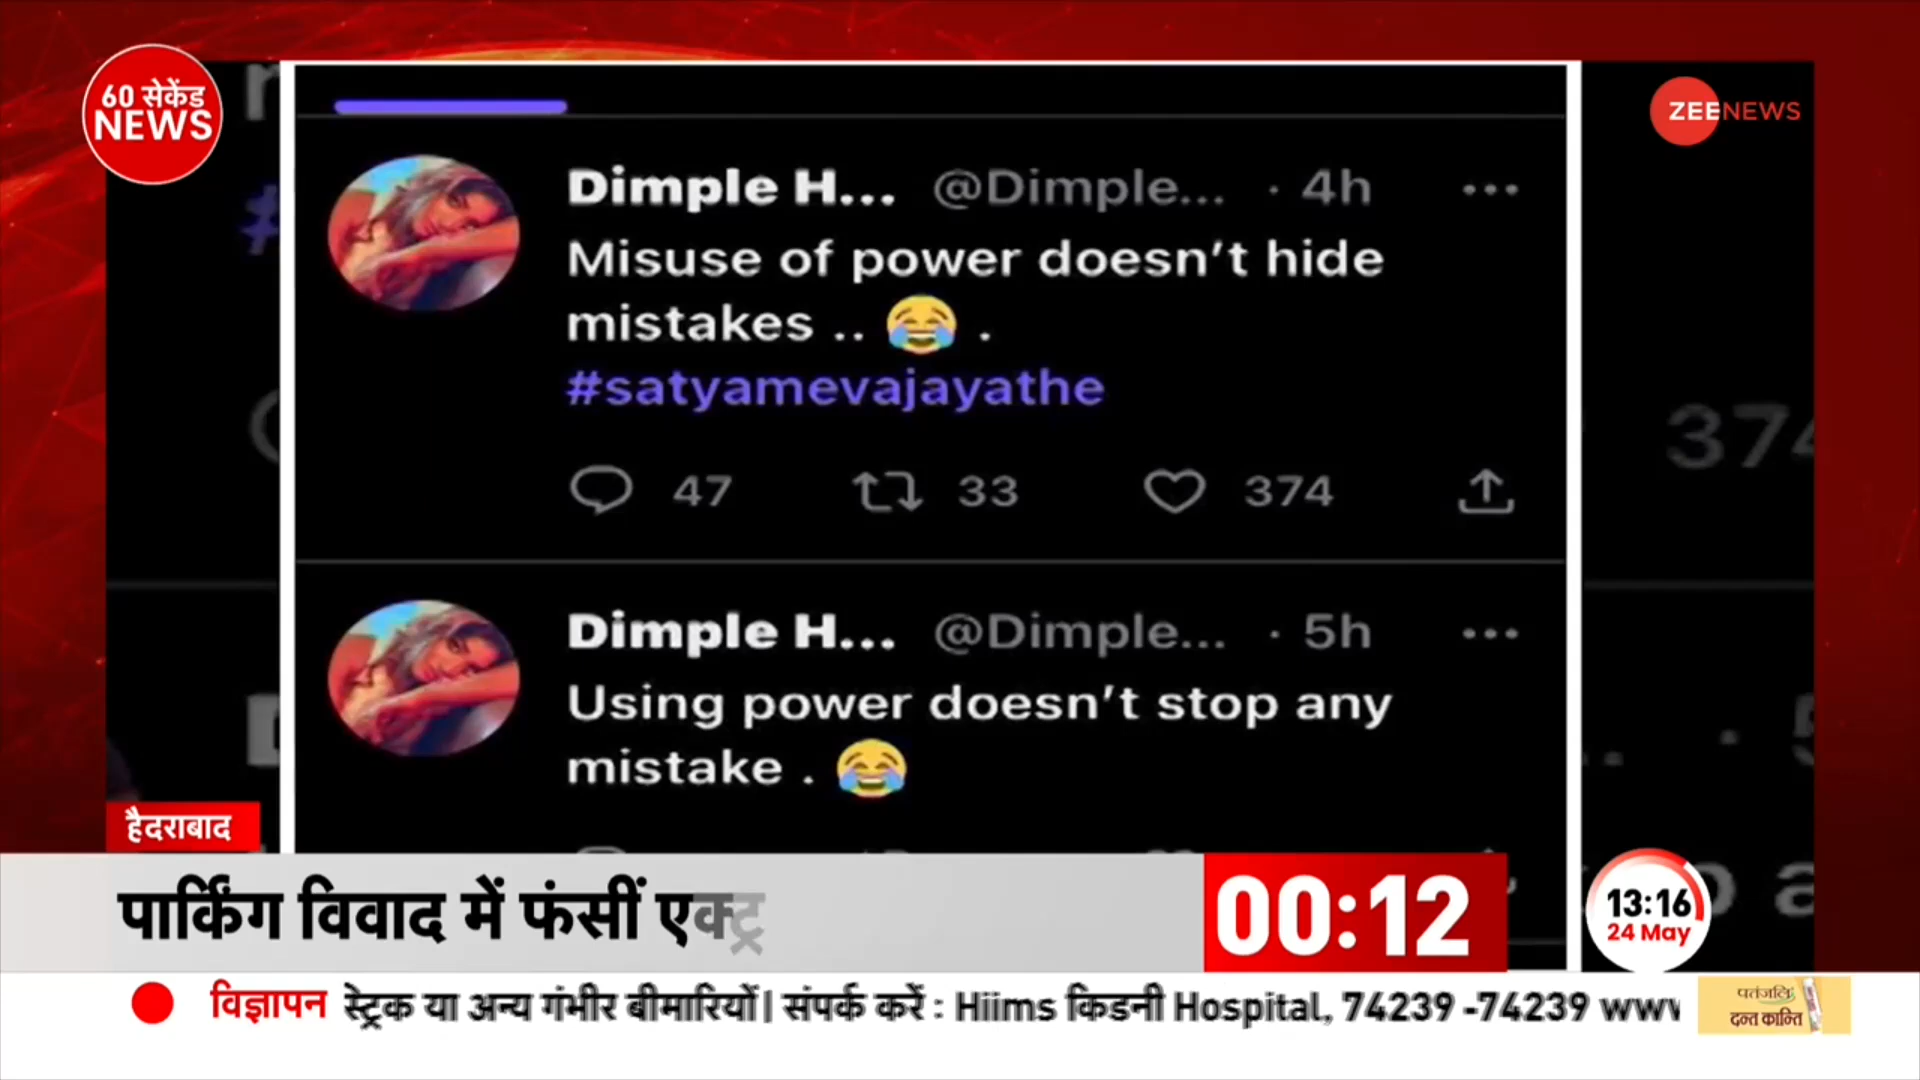 60 सेकेंड
NEWS
ZEENEWS
Dimple H... @Dimple... · 4h
Misuse of power doesn't hide
mistakes .. 😂 .
#satyamevajayathe
47 33 374
374
Dimple H... @Dimple... · 5h
Using power doesn't stop any
mistake . 😂
हैदराबाद
पार्किंग विवाद में फंसीं एक्ट्र
00:12
13:16
24 May
विज्ञापन स्ट्रेक या अन्य गंभीर बीमारियों| संपर्क करें : Hiims किडनी Hospital, 74239 -74239 www
पतंजलि
दन्त कान्ति